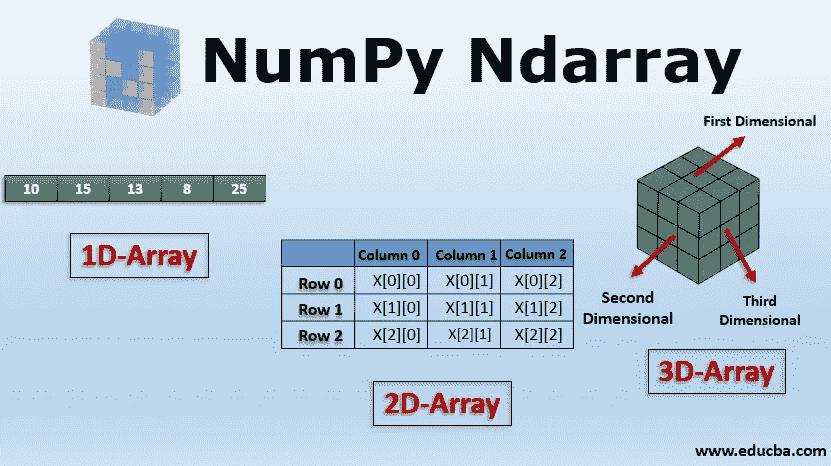 NumPy Ndarray
First Dimensional
10 15 13 8 25
1D-Array
Column 0 Column 1 Column 2
Row 0 X[0][0] X[0][1] X[0][2]
Row 1 X[1][0] X[1][1] X[1][2]
Row 2 X[2][0] X[2][1] X[2][2]
2D-Array
Second
Dimensional
Third
Dimensional
3D-Array
www.educba.com